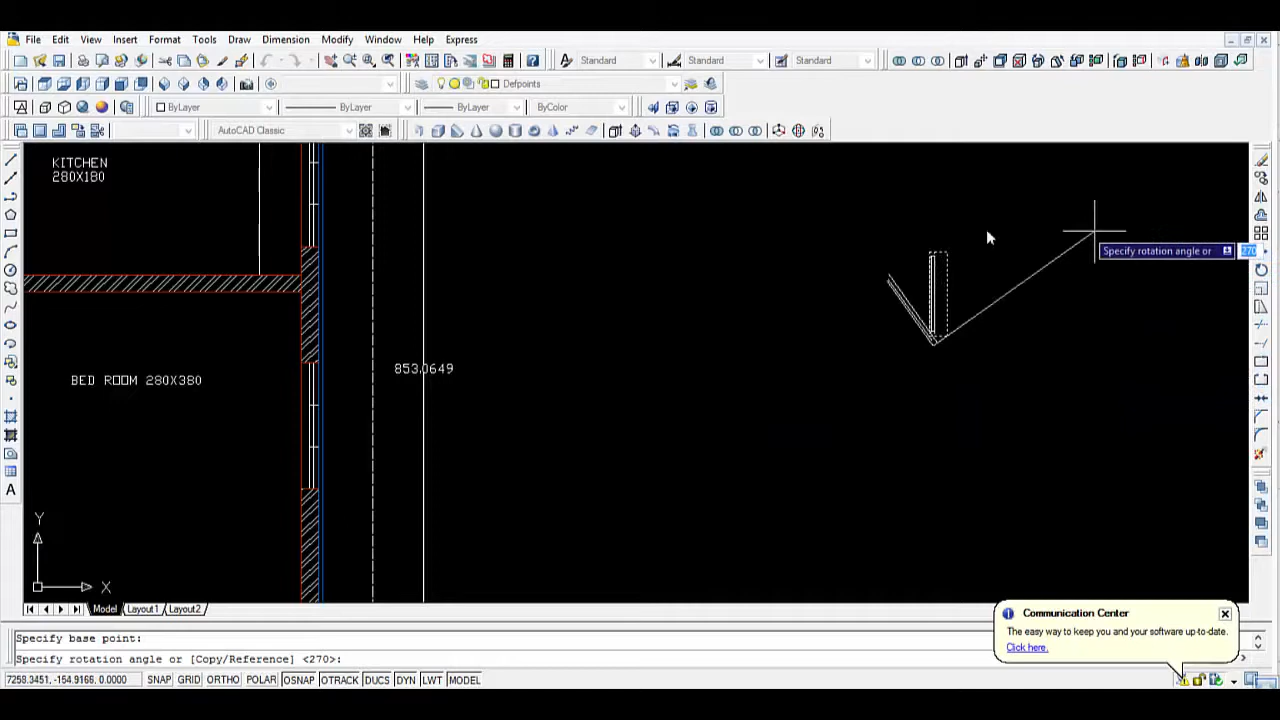 File Edit View Insert Format Tools Draw Dimension Modify Window Help Express
Standard Standard Standard
Defpoints
ByLayer ByLayer ByLayer ByColor
AutoCAD Classic
KITCHEN
280X180
Specify rotation angle or 270
853.0649
BED ROOM 280X380
A
Y
X
Model Layout1 Layout2
Communication Center
The easy way to keep you and your software up-to-date.
Click here.
Specify base point:
Specify rotation angle or [Copy/Reference] <270>:
7258.3451, -154.9166, 0.0000 SNAP GRID ORTHO POLAR OSNAP OTRACK DUCS DYN LWT MODEL